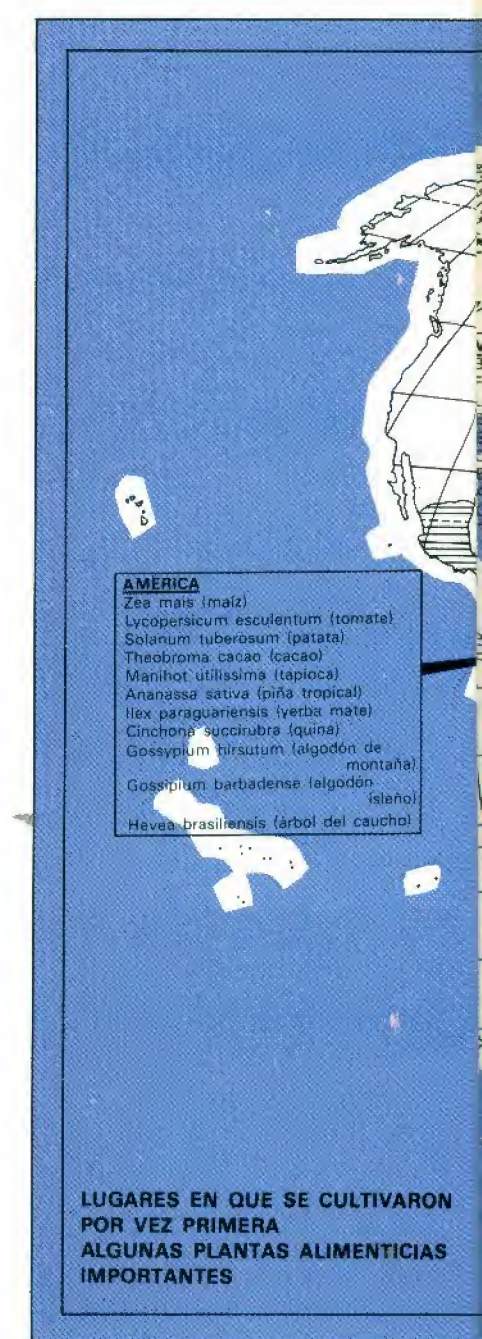 AMERICA
Zea mais (maíz)
Lycopersicum esculentum (tomate)
Solanum tuberosum (patata)
Theobroma cacao (cacao)
Manihot utilissima (tapioca)
Ananassa sativa (piña tropical)
Ilex paraguariensis (yerba mate)
Cinchona succirubra (quina)
Gossypium hirsutum (algodón de
montaña)
Gossipium barbadense (algodón
isleño)
Hevea brasiliensis (árbol del caucho)
LUGARES EN QUE SE CULTIVARON
POR VEZ PRIMERA
ALGUNAS PLANTAS ALIMENTICIAS
IMPORTANTES